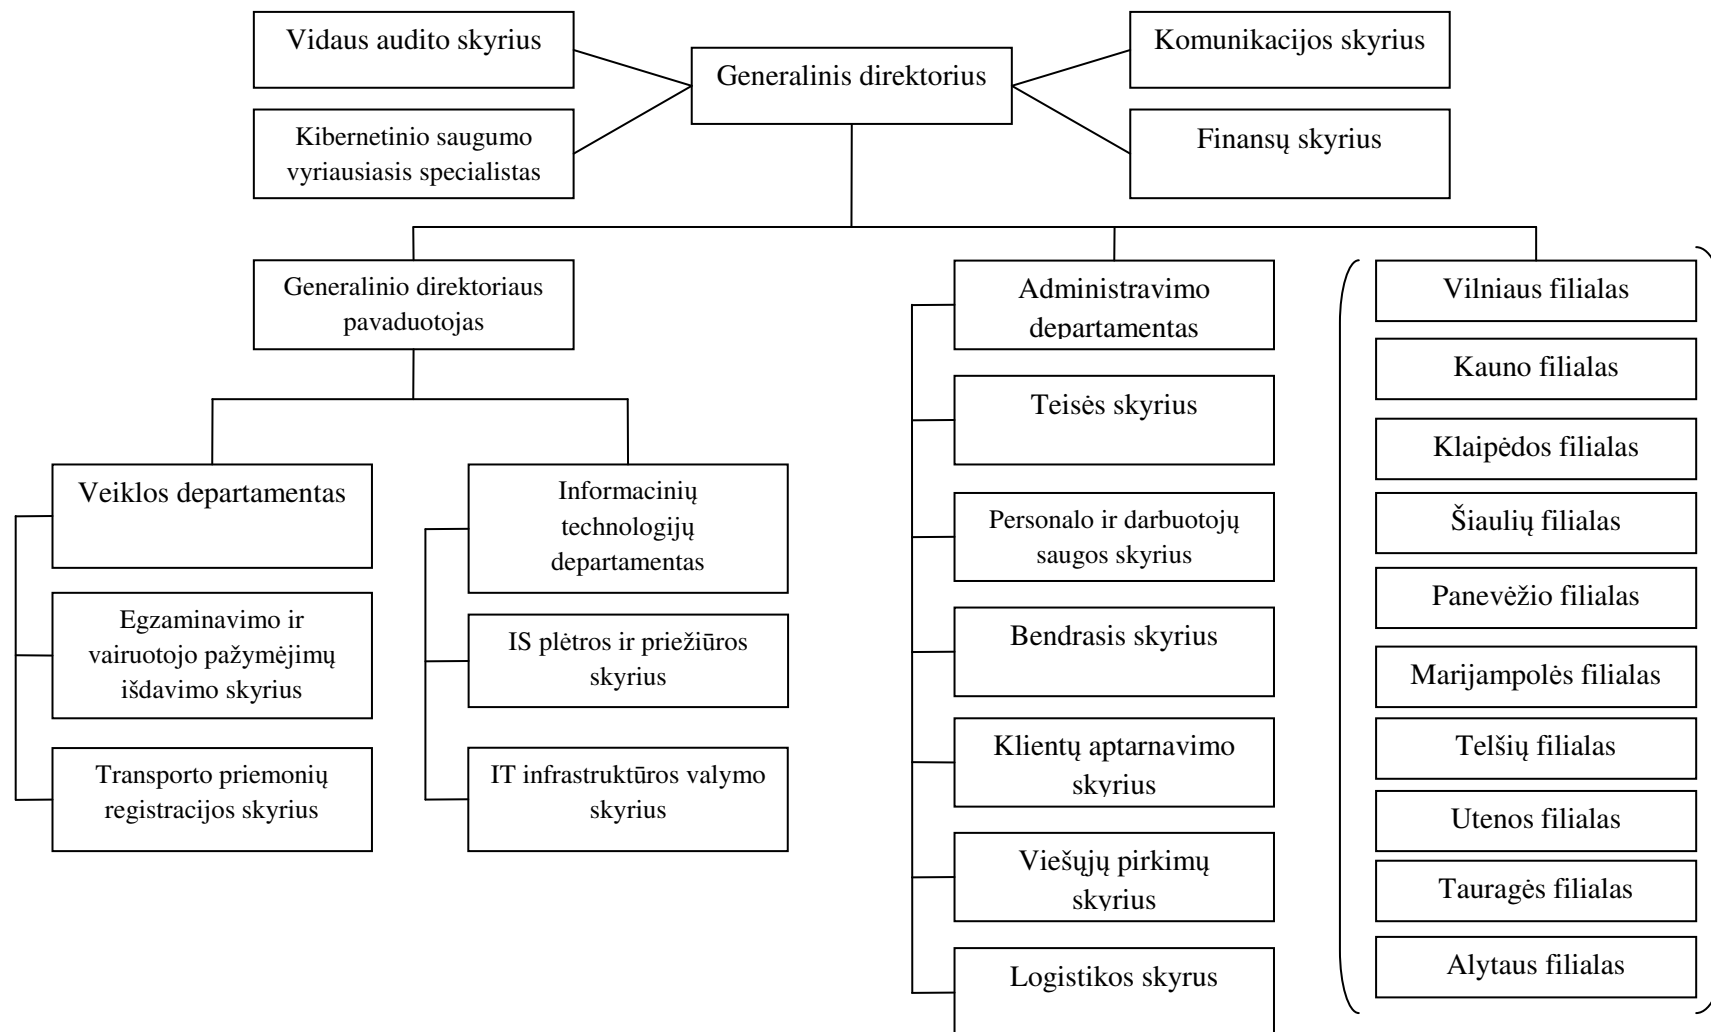 Vidaus audito skyrius
Generalinis direktorius
Komunikacijos skyrius
Kibernetinio saugumo
vyriausiasis specialistas
Finansų skyrius
Generalinio direktoriaus
pavaduotojas
Administravimo
departamentas
Vilniaus filialas
Kauno filialas
Teisės skyrius
Klaipėdos filialas
Veiklos departamentas
Informacinių
technologijų
departamentas
Personalo ir darbuotojų
saugos skyrius
Šiaulių filialas
Panevėžio filialas
Egzaminavimo ir
vairuotojo pažymėjimų
išdavimo skyrius
IS plėtros ir priežiūros
skyrius
Bendrasis skyrius
Marijampolės filialas
Telšių filialas
Transporto priemonių
registracijos skyrius
IT infrastruktūros valymo
skyrius
Klientų aptarnavimo
skyrius
Utenos filialas
Viešųjų pirkimų
skyrius
Tauragės filialas
Logistikos skyrus
Alytaus filialas